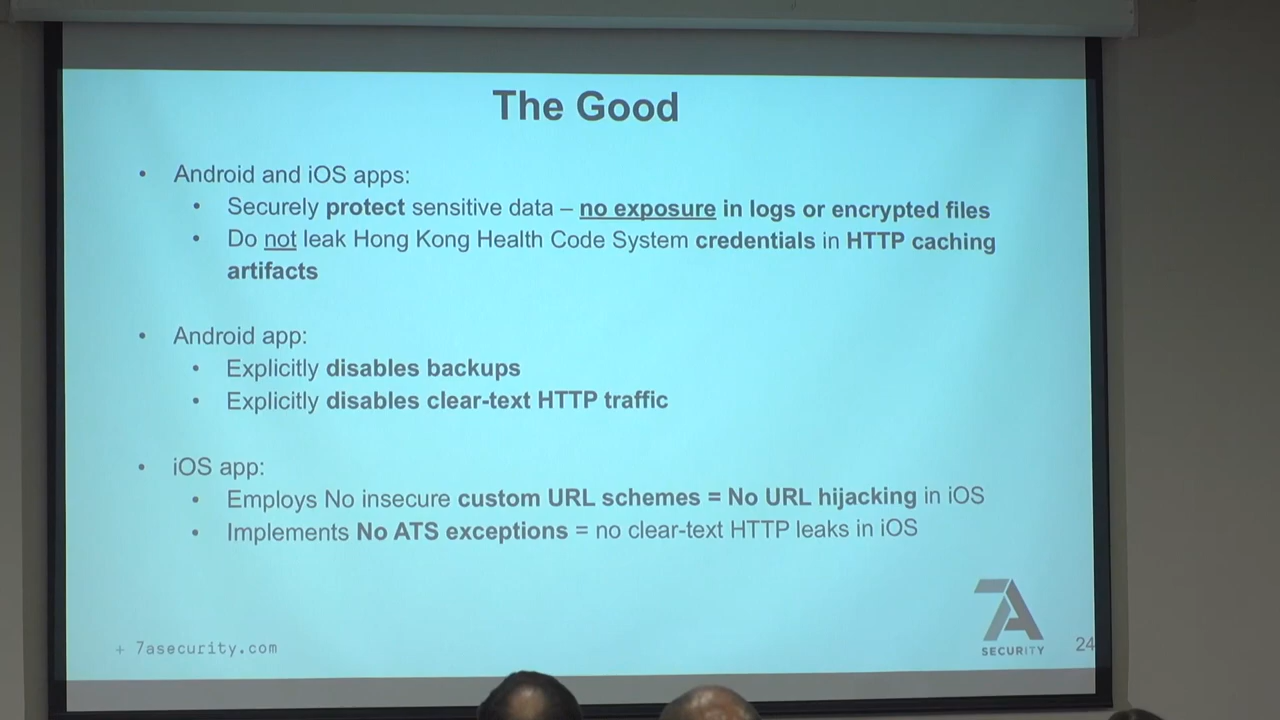 The Good
• Android and iOS apps:
• Securely protect sensitive data – no exposure in logs or encrypted files
• Do not leak Hong Kong Health Code System credentials in HTTP caching
artifacts
• Android app:
• Explicitly disables backups
• Explicitly disables clear-text HTTP traffic
• iOS app:
• Employs No insecure custom URL schemes = No URL hijacking in iOS
• Implements No ATS exceptions = no clear-text HTTP leaks in iOS
+ 7asecurity.com
7A
SECURITY
24